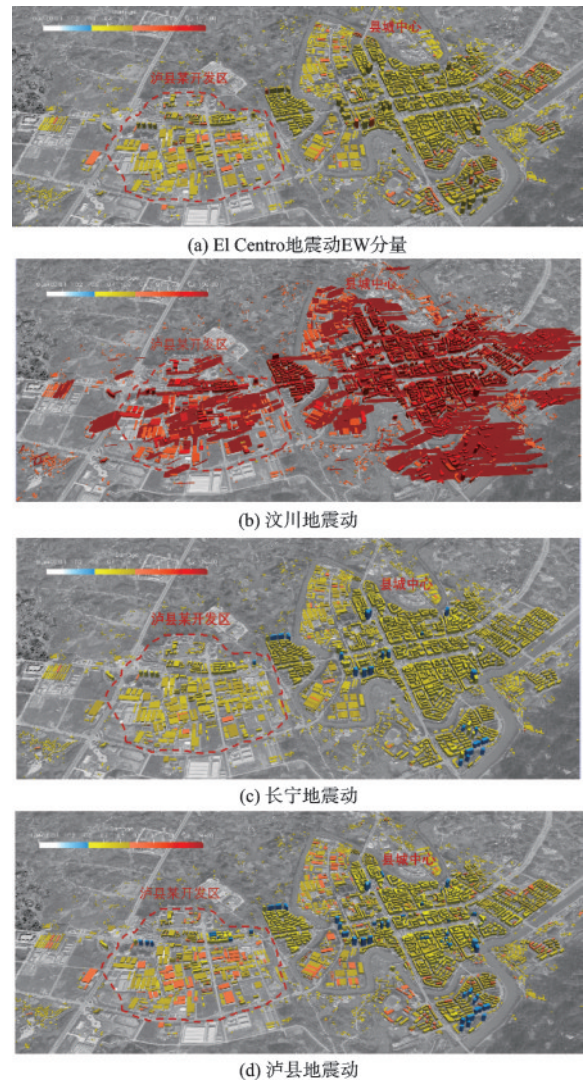 县城中心
泸县某开发区
(a) El Centro地震动EW分量
县城中心
泸县某开发区
(b) 汶川地震动
县城中心
泸县某开发区
(c) 长宁地震动
县城中心
泸县某开发区
(d) 泸县地震动